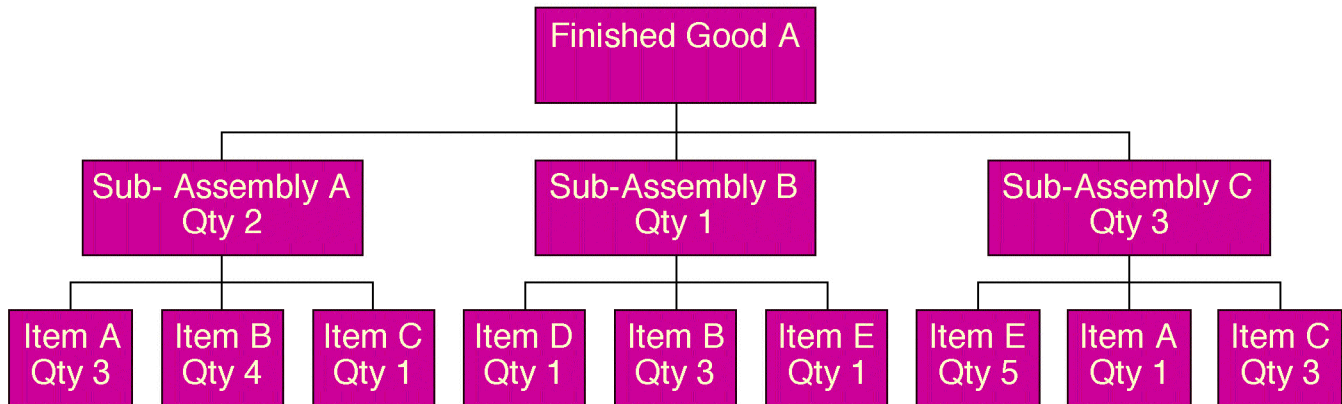 Finished Good A
Sub- Assembly A
Qty 2
Sub-Assembly B
Qty 1
Sub-Assembly C
Qty 3
Item A
Qty 3
Item B
Qty 4
Item C
Qty 1
Item D
Qty 1
Item B
Qty 3
Item E
Qty 1
Item E
Qty 5
Item A
Qty 1
Item C
Qty 3